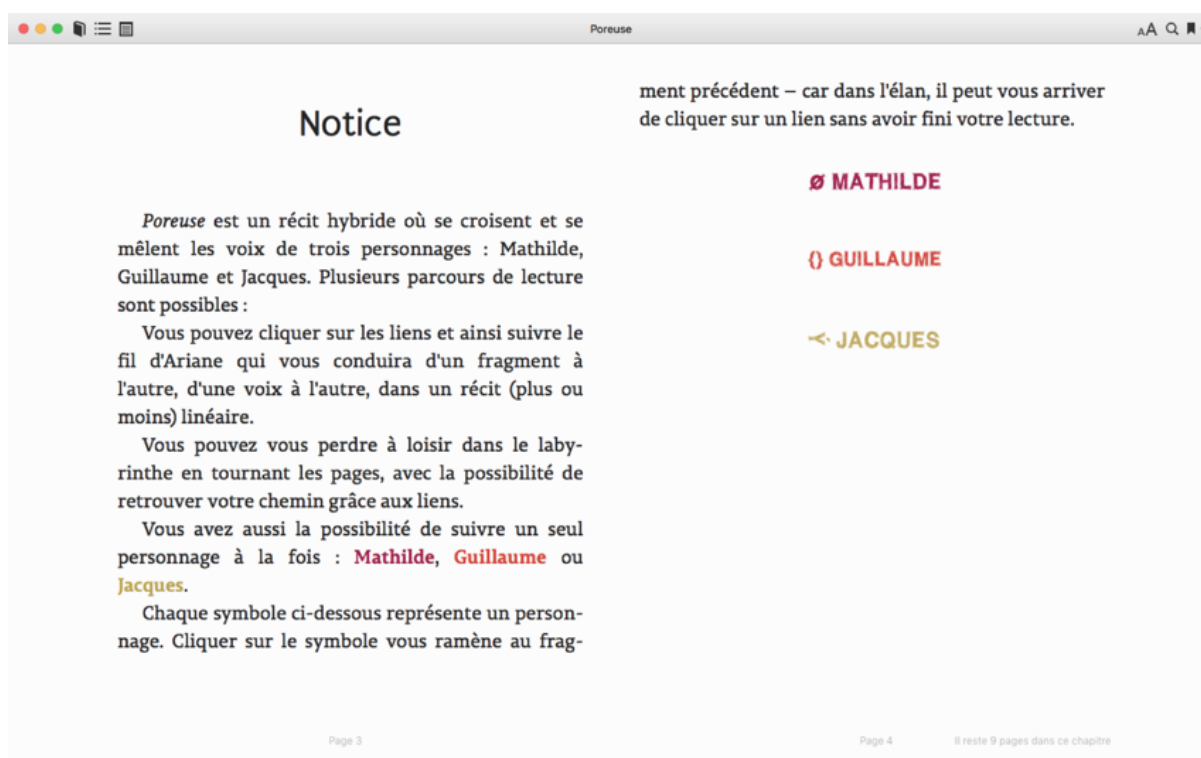 Poreuse
AA
Notice
Poreuse est un récit hybride où se croisent et se
mêlent les voix de trois personnages : Mathilde,
Guillaume et Jacques. Plusieurs parcours de lecture
sont possibles :
Vous pouvez cliquer sur les liens et ainsi suivre le
fil d'Ariane qui vous conduira d'un fragment à
l'autre, d'une voix à l'autre, dans un récit (plus ou
moins) linéaire.
Vous pouvez vous perdre à loisir dans le laby-
rinthe en tournant les pages, avec la possibilité de
retrouver votre chemin grâce aux liens.
Vous avez aussi la possibilité de suivre un seul
personnage à la fois : Mathilde, Guillaume ou
Jacques.
Chaque symbole ci-dessous représente un person-
nage. Cliquer sur le symbole vous ramène au frag-
Page 3
ment précédent – car dans l'élan, il peut vous arriver
de cliquer sur un lien sans avoir fini votre lecture.
Ø MATHILDE
{} GUILLAUME
JACQUES
Page 4
Il reste 9 pages dans ce chapitre